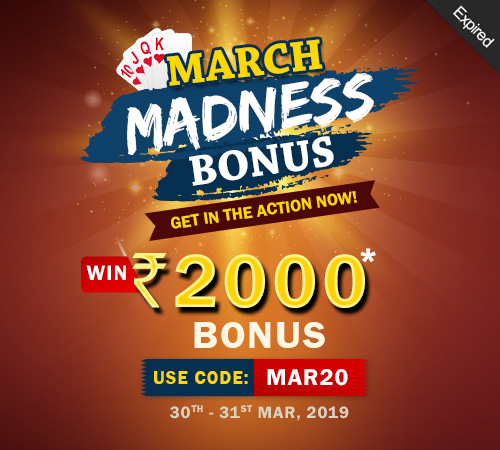 Expired
10 J Q K
MARCH
MADNESS
BONUS
GET IN THE ACTION NOW!
WIN ₹2000*
BONUS
USE CODE: MAR20
30TH - 31ST MAR, 2019